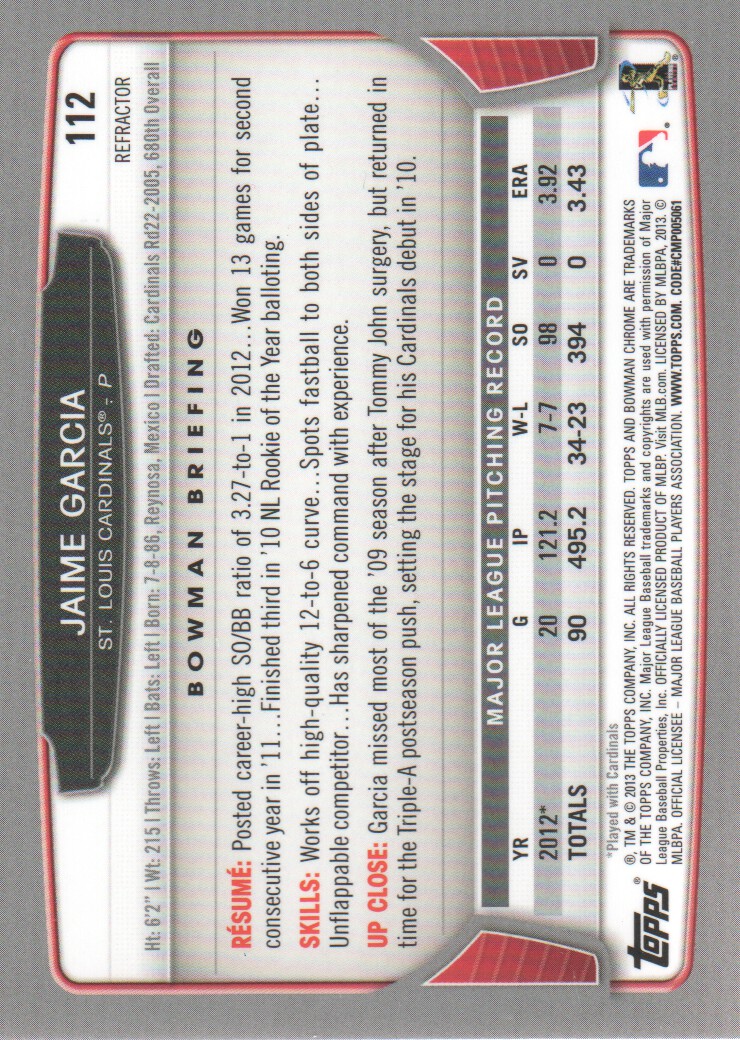 112
REFRACTOR
JAIME GARCIA
ST. LOUIS CARDINALS® - P
Ht: 6'2" | Wt: 215 | Throws: Left | Bats: Left | Born: 7-8-86, Reynosa, Mexico | Drafted: Cardinals Rd22-2005, 680th Overall
BOWMAN BRIEFING
RÉSUMÉ: Posted career-high SO/BB ratio of 3.27-to-1 in 2012...Won 13 games for second
consecutive year in '11...Finished third in '10 NL Rookie of the Year balloting.
SKILLS: Works off high-quality 12-to-6 curve...Spots fastball to both sides of plate...
Unflappable competitor...Has sharpened command with experience.
UP CLOSE: Garcia missed most of the '09 season after Tommy John surgery, but returned in
time for the Triple-A postseason push, setting the stage for his Cardinals debut in '10.
MAJOR LEAGUE PITCHING RECORD
YR G IP W-L SO SV ERA
2012* 20 121.2 7-7 98 0 3.92
TOTALS 90 495.2 34-23 394 0 3.43
*Played with Cardinals
®, TM & © 2013 THE TOPPS COMPANY, INC. ALL RIGHTS RESERVED. TOPPS AND BOWMAN CHROME ARE TRADEMARKS
OF THE TOPPS COMPANY, INC. Major League Baseball trademarks and copyrights are used with permission of Major
League Baseball Properties, Inc. OFFICIALLY LICENSED PRODUCT OF MLBP. Visit MLB.com. LICENSED BY MLBPA, 2013. ©
MLBPA, OFFICIAL LICENSEE – MAJOR LEAGUE BASEBALL PLAYERS ASSOCIATION. WWW.TOPPS.COM. CODE#CMP005061
topps®